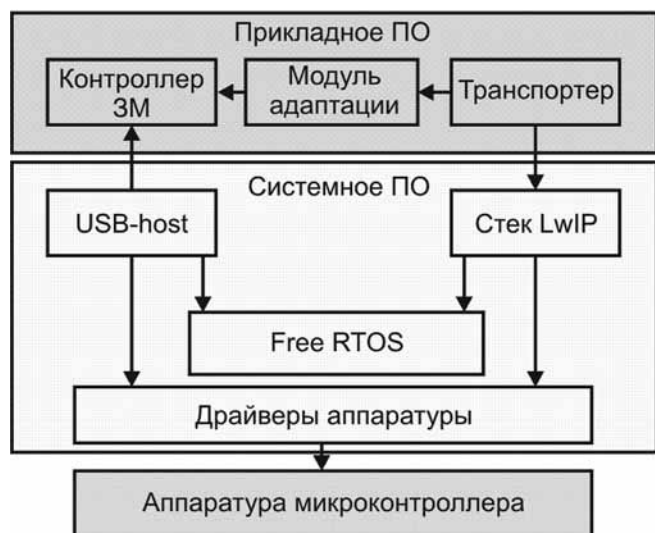 Прикладное ПО
Контроллер
ЗМ
Модуль
адаптации
Транспортер
Системное ПО
USB-host
Стек LwIP
Free RTOS
Драйверы аппаратуры
Аппаратура микроконтроллера